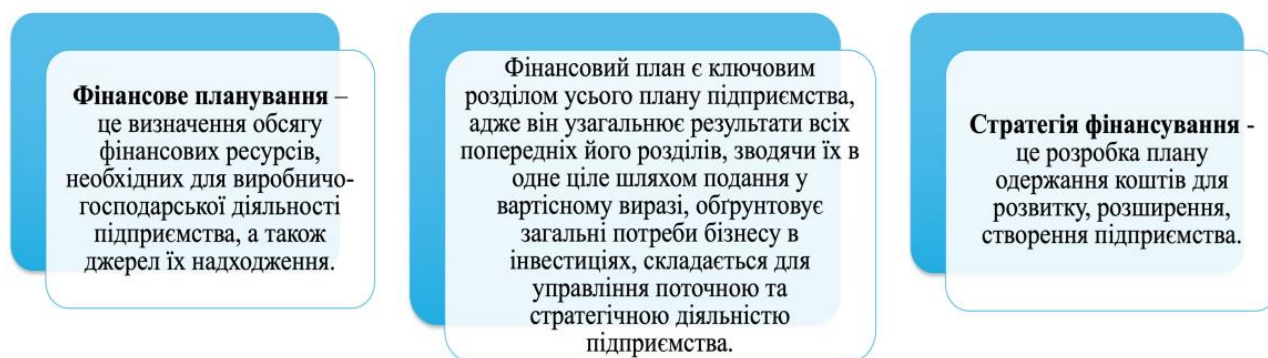 Фінансове планування –
це визначення обсягу
фінансових ресурсів,
необхідних для виробничо-
господарської діяльності
підприємства, а також
джерел їх надходження.
Фінансовий план є ключовим
розділом усього плану підприємства,
адже він узагальнює результати всіх
попередніх його розділів, зводячи їх в
одне ціле шляхом подання у
вартісному виразі, обґрунтовує
загальні потреби бізнесу в
інвестиціях, складається для
управління поточною та
стратегічною діяльністю
підприємства.
Стратегія фінансування -
це розробка плану
одержання коштів для
розвитку, розширення,
створення підприємства.